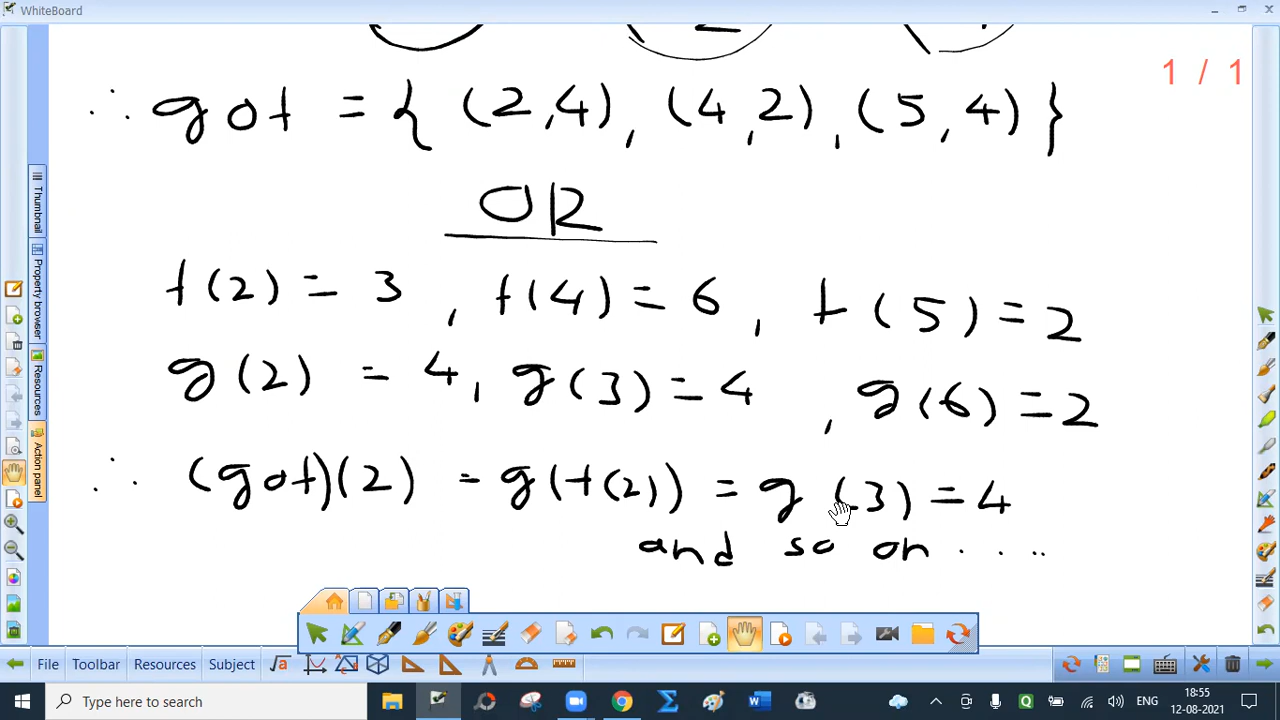 WhiteBoard
1 / 1
∴ gof = { (2,4), (4,2), (5,4) }
OR
f(2) = 3, f(4) = 6, f(5) = 2
g(2) = 4, g(3) = 4, g(6) = 2
∴ (gof)(2) = g(f(2)) = g(3) = 4
and so on . . . .
Thumbnail
Property browser
Resources
Action panel
File Toolbar Resources Subject
Type here to search
ENG
18:55
12-08-2021